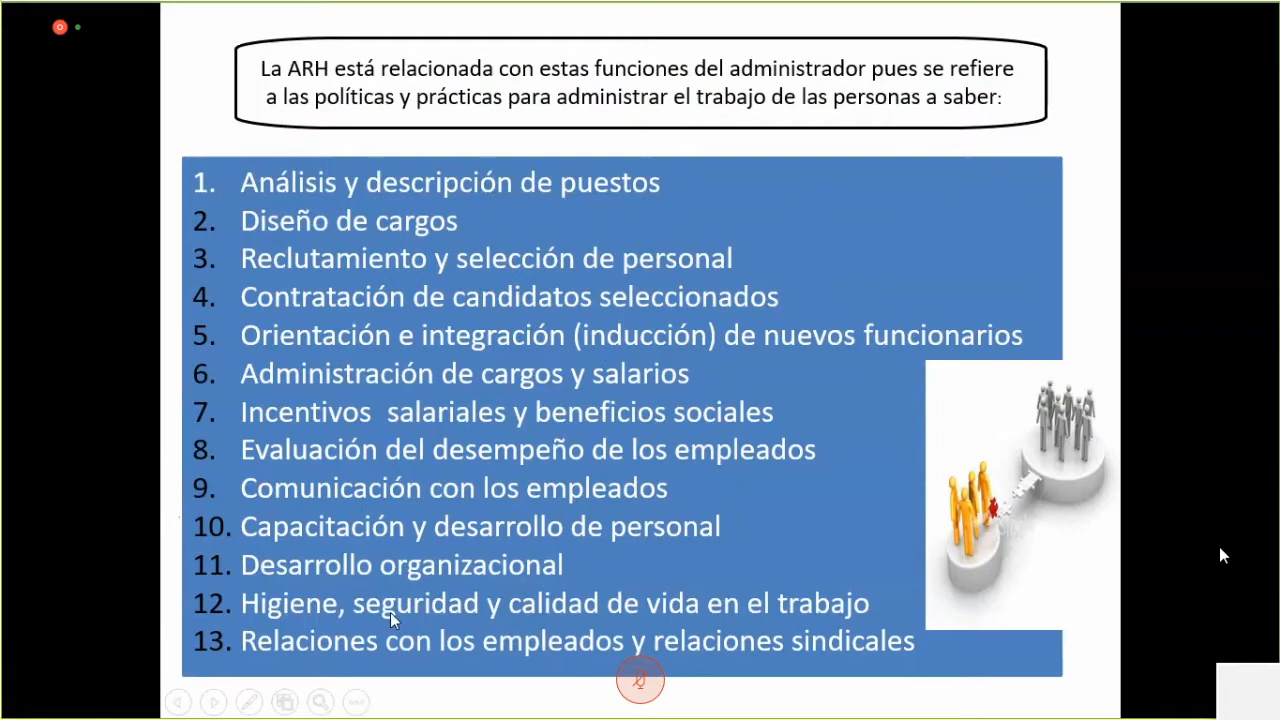 La ARH está relacionada con estas funciones del administrador pues se refiere
a las políticas y prácticas para administrar el trabajo de las personas a saber:
1. Análisis y descripción de puestos
2. Diseño de cargos
3. Reclutamiento y selección de personal
4. Contratación de candidatos seleccionados
5. Orientación e integración (inducción) de nuevos funcionarios
6. Administración de cargos y salarios
7. Incentivos salariales y beneficios sociales
8. Evaluación del desempeño de los empleados
9. Comunicación con los empleados
10. Capacitación y desarrollo de personal
11. Desarrollo organizacional
12. Higiene, seguridad y calidad de vida en el trabajo
13. Relaciones con los empleados y relaciones sindicales